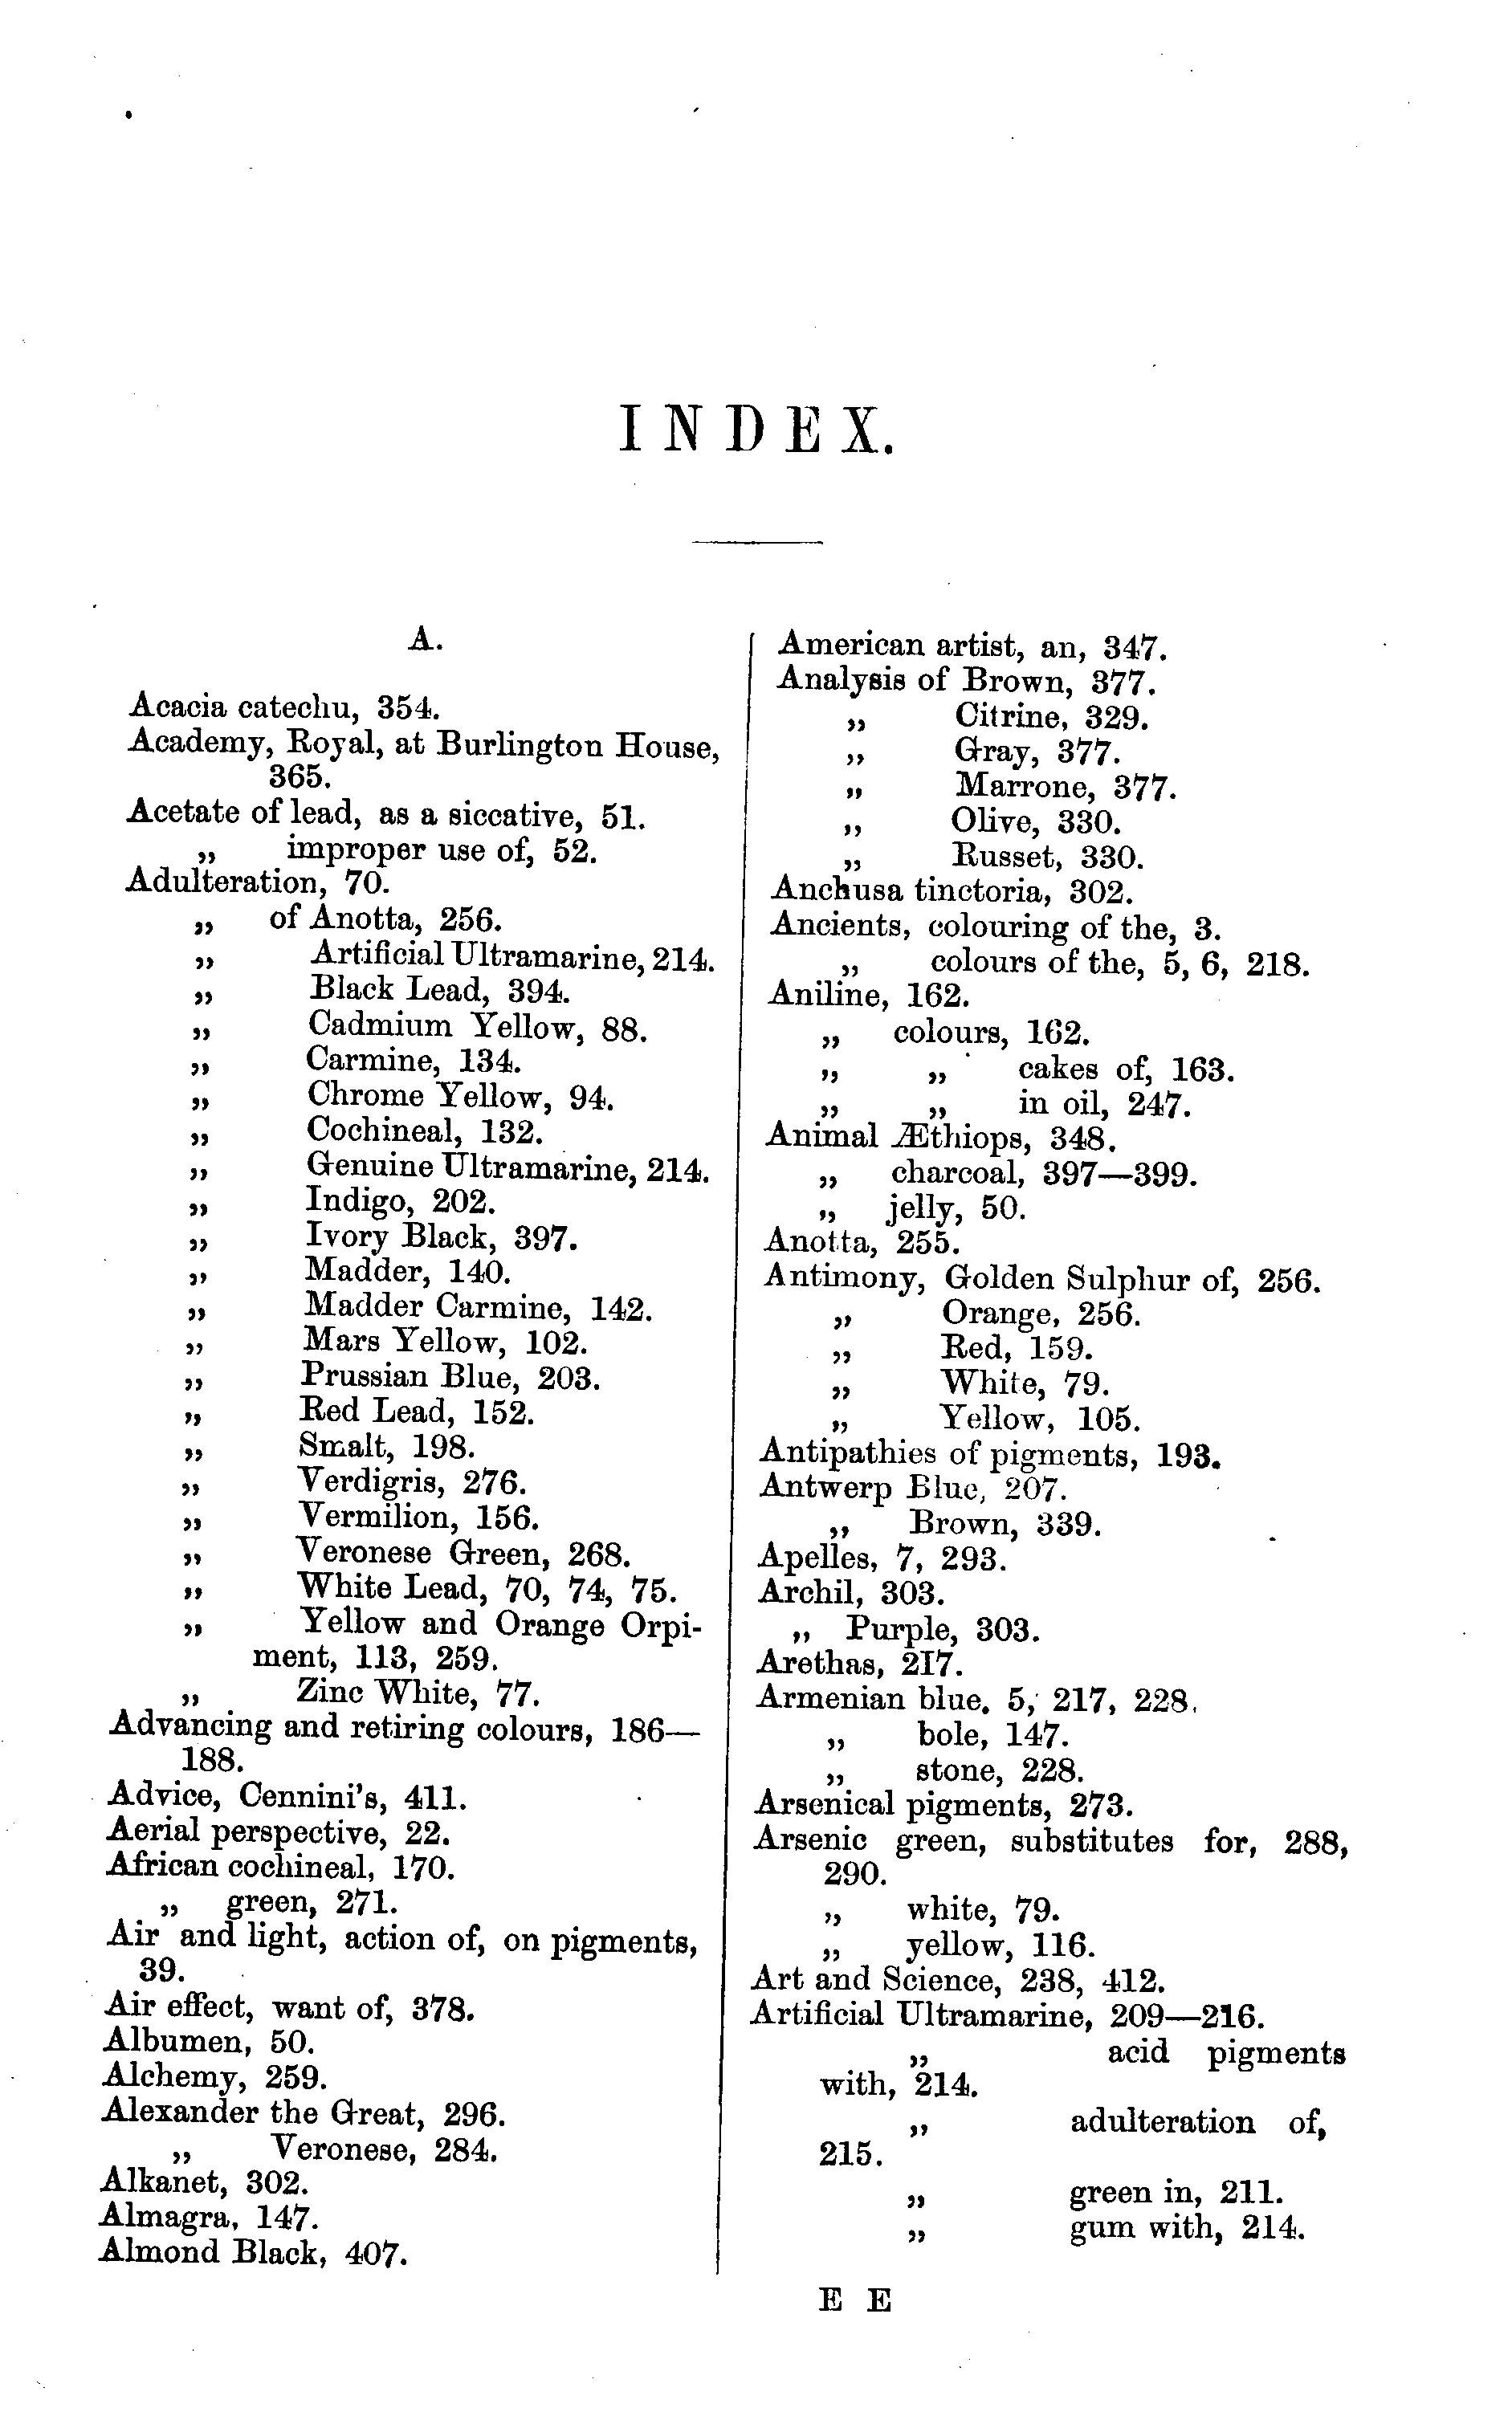 INDEX.
A.
Acacia catechu, 354.
Academy, Royal, at Burlington House,
365.
Acetate of lead, as a siccative, 51.
„ improper use of, 52.
Adulteration, 70.
„ of Anotta, 256.
„ Artificial Ultramarine, 214.
„ Black Lead, 394.
„ Cadmium Yellow, 88.
„ Carmine, 134.
„ Chrome Yellow, 94.
„ Cochineal, 132.
„ Genuine Ultramarine, 214.
„ Indigo, 202.
„ Ivory Black, 397.
„ Madder, 140.
„ Madder Carmine, 142.
„ Mars Yellow, 102.
„ Prussian Blue, 203.
„ Red Lead, 152.
„ Smalt, 198.
„ Verdigris, 276.
„ Vermilion, 156.
„ Veronese Green, 268.
„ White Lead, 70, 74, 75.
„ Yellow and Orange Orpi-
ment, 113, 259.
„ Zinc White, 77.
Advancing and retiring colours, 186—
188.
Advice, Cennini's, 411.
Aerial perspective, 22.
African cochineal, 170.
„ green, 271.
Air and light, action of, on pigments,
39.
Air effect, want of, 378.
Albumen, 50.
Alchemy, 259.
Alexander the Great, 296.
„ Veronese, 284.
Alkanet, 302.
Almagra, 147.
Almond Black, 407.
American artist, an, 347.
Analysis of Brown, 377.
„ Citrine, 329.
„ Gray, 377.
„ Marrone, 377.
„ Olive, 330.
„ Russet, 330.
Anchusa tinctoria, 302.
Ancients, colouring of the, 3.
„ colours of the, 5, 6, 218.
Aniline, 162.
„ colours, 162.
„ „ cakes of, 163.
„ „ in oil, 247.
Animal Æthiops, 348.
„ charcoal, 397—399.
„ jelly, 50.
Anotta, 255.
Antimony, Golden Sulphur of, 256.
„ Orange, 256.
„ Red, 159.
„ White, 79.
„ Yellow, 105.
Antipathies of pigments, 193.
Antwerp Blue, 207.
„ Brown, 339.
Apelles, 7, 293.
Archil, 303.
„ Purple, 303.
Arethas, 217.
Armenian blue, 5, 217, 228.
„ bole, 147.
„ stone, 228.
Arsenical pigments, 273.
Arsenic green, substitutes for, 288,
290.
„ white, 79.
„ yellow, 116.
Art and Science, 238, 412.
Artificial Ultramarine, 209—216.
„ acid pigments
with, 214.
„ adulteration of,
215.
„ green in, 211.
„ gum with, 214.
E E